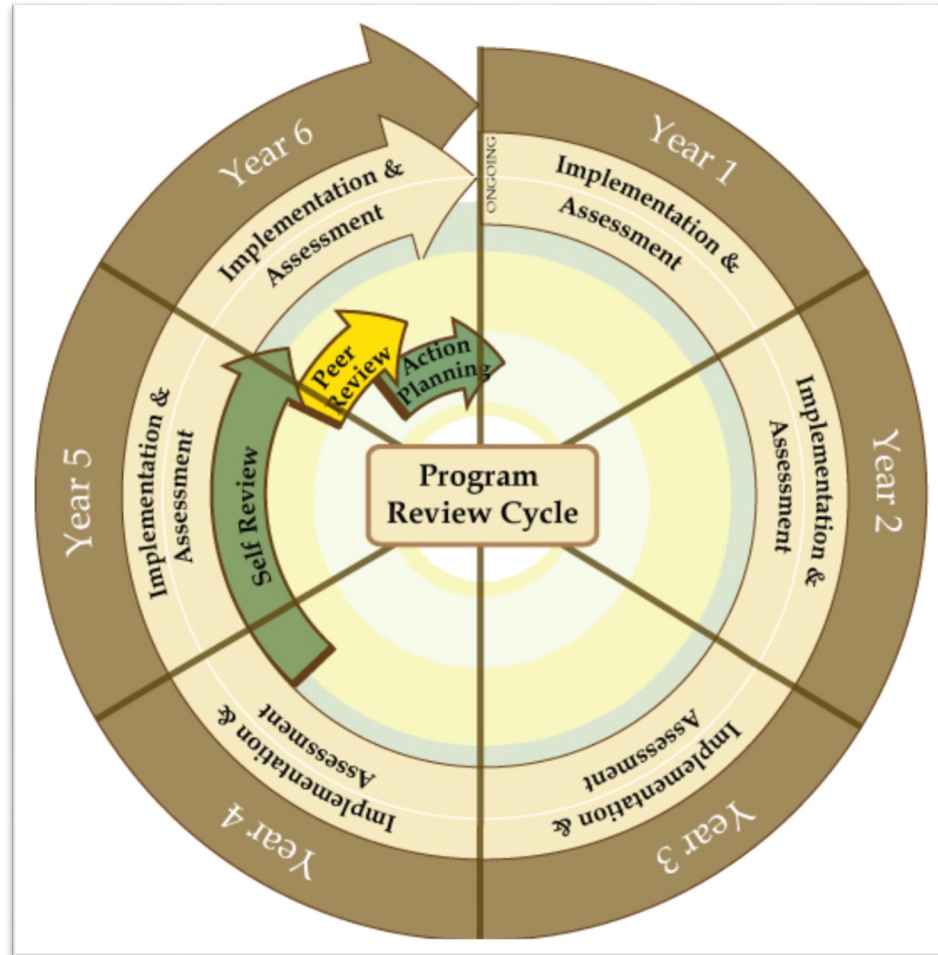 Year 1
Implementation &
Assessment
ONGOING
Year 2
Implementation &
Assessment
Year 3
Implementation &
Assessment
Year 4
Implementation &
Assessment
Year 5
Implementation &
Assessment
Year 6
Implementation &
Assessment
Self Review
Peer
Review
Action
Planning
Program
Review Cycle